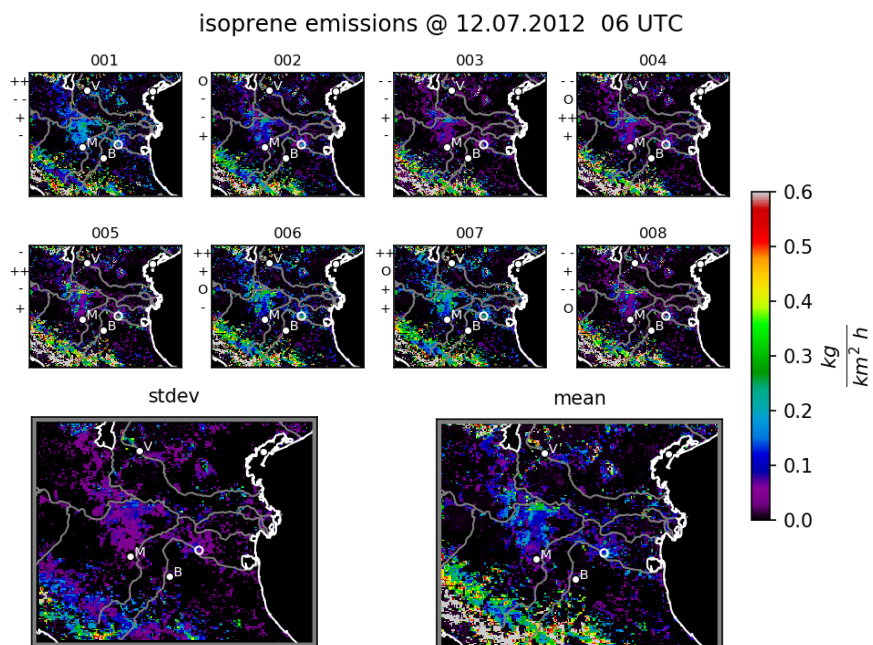 isoprene emissions @ 12.07.2012 06 UTC
001 002 003 004
++ O - - - -
- - - - O
+ - + ++
- + - +
V V V V
M M M M
B B B B
005 006 007 008
- ++ ++ - -
++ + O +
- O + - -
+ - + O
V V V V
M M M M
B B B B
stdev mean
V V
M M
B B
0.6
0.5
0.4
0.3
0.2
0.1
0.0
kg
km² h